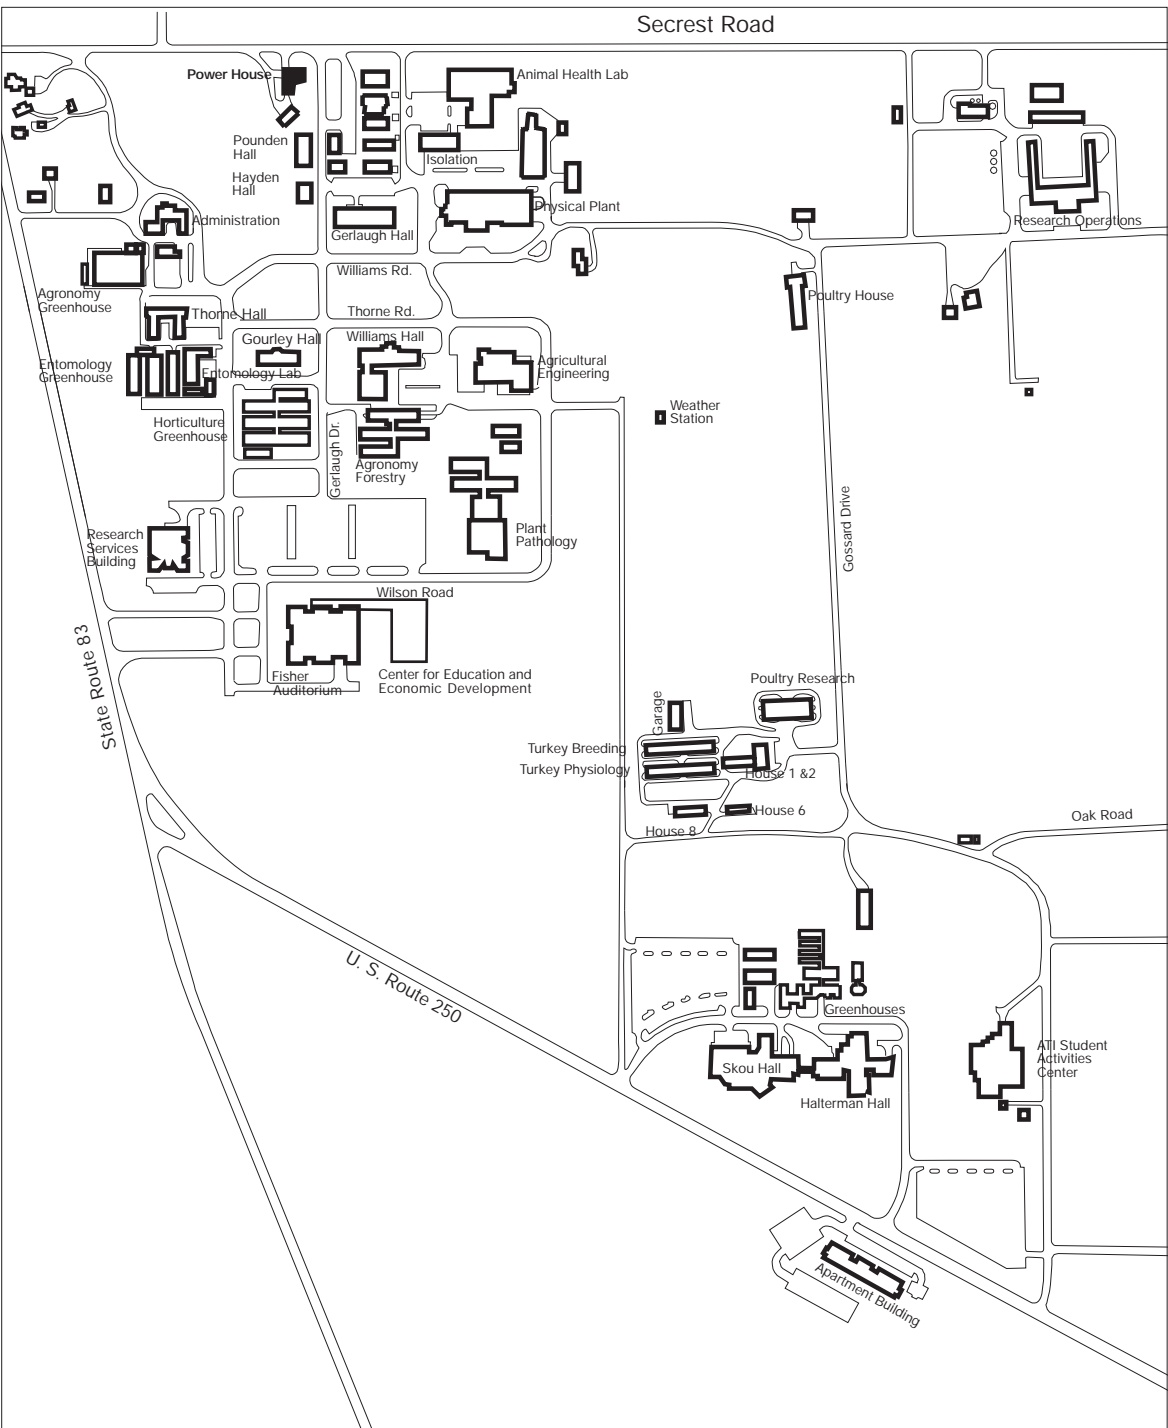 Secrest Road
Power House
Animal Health Lab
Pounden
Hall
Isolation
Hayden
Hall
Administration
Physical Plant
Gerlaugh Hall
Research Operations
Williams Rd.
Agronomy
Greenhouse
Poultry House
Thorne Hall
Thorne Rd.
Gourley Hall
Williams Hall
Entomology
Greenhouse
Entomology Lab
Agricultural
Engineering
Weather
Station
Horticulture
Greenhouse
Gerlaugh Dr.
Agronomy
Forestry
Gossard Drive
Research
Services
Building
Plant
Pathology
Wilson Road
State Route 83
Fisher
Auditorium
Center for Education and
Economic Development
Poultry Research
Garage
Turkey Breeding
Turkey Physiology
House 1 &2
House 6
House 8
Oak Road
U. S. Route 250
Greenhouses
Skou Hall
Halterman Hall
ATI Student
Activities
Center
Apartment Building